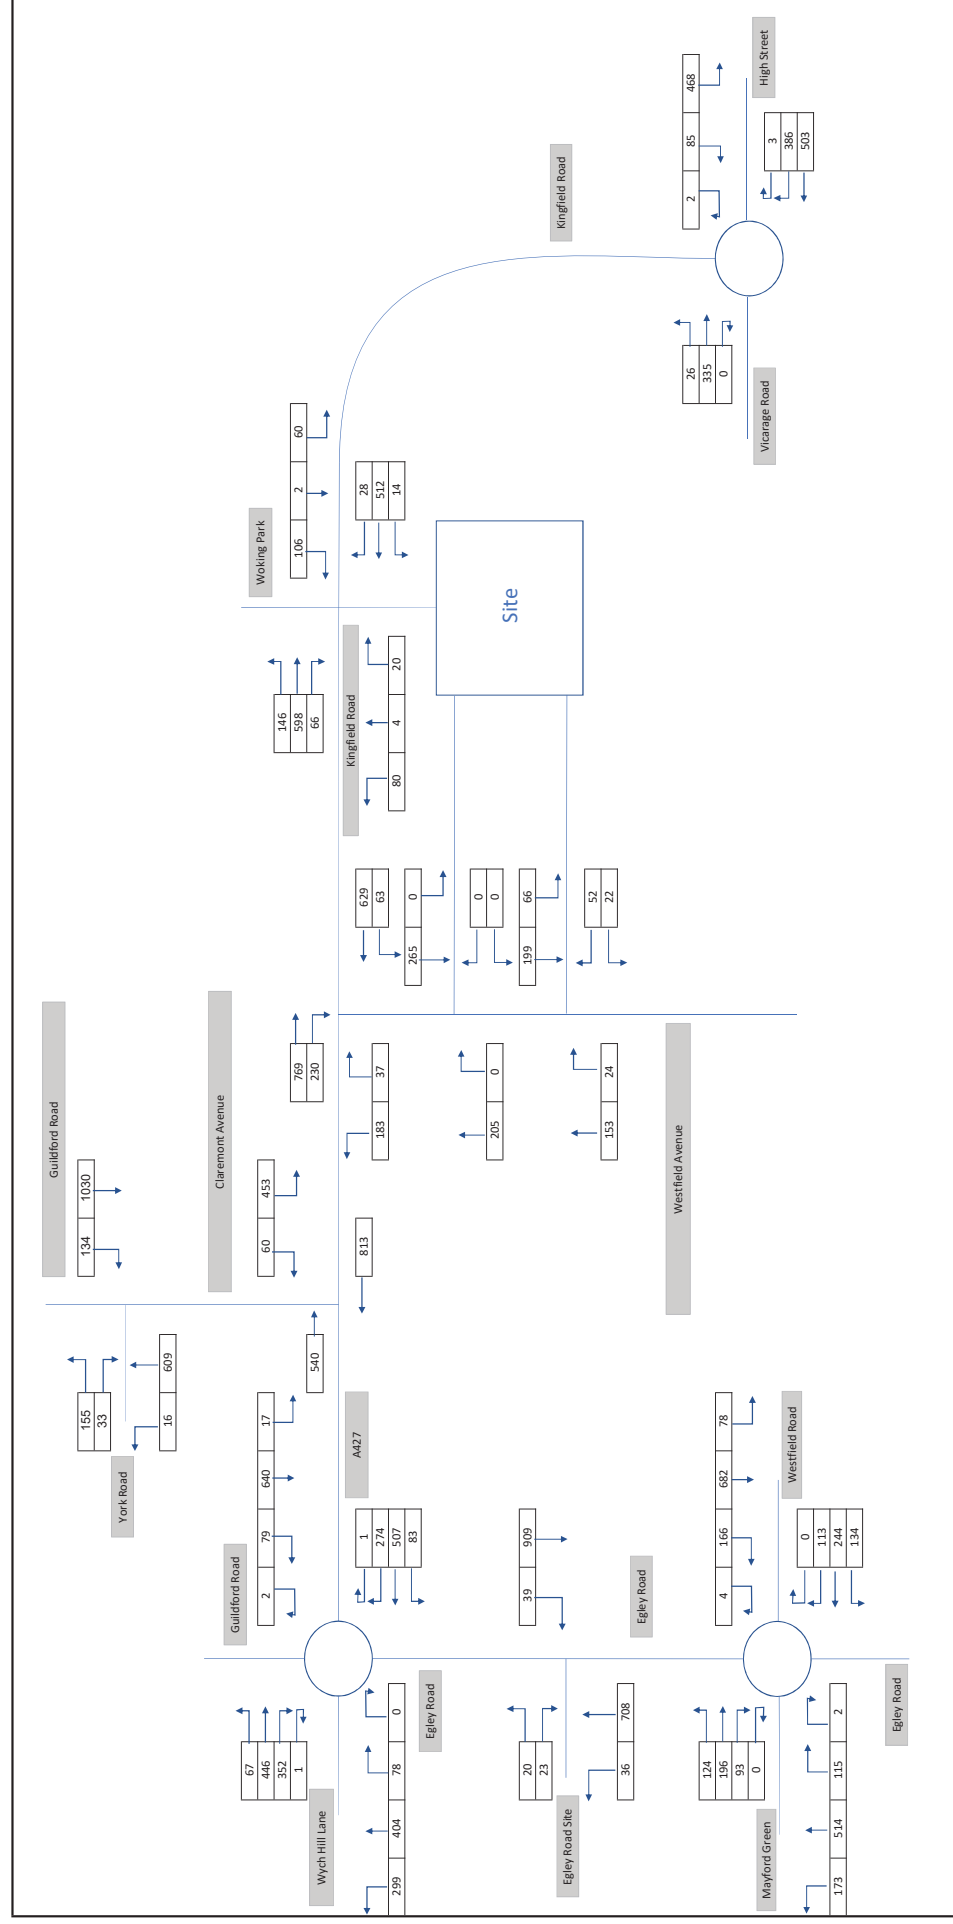 Guildford Road
134 1030
York Road
155
33
16 609
Claremont Avenue
60 453
Guildford Road
2 79 640 17
540
A427
1
274
507
83
813
Wych Hill Lane
67
446
352
1
299 404 78 0
Egley Road
769
230
183 37
629
63
265 0
Kingfield Road
146
598
66
80 4 20
Woking Park
106 2 60
28
512
14
Site
0
0
205 0
199 66
52
22
153 24
Westfield Avenue
39 909
Egley Road
Egley Road Site
20
23
36 708
Mayford Green
124
196
93
0
4 166 682 78
Westfield Road
0
113
244
134
173 514 115 2
Egley Road
Kingfield Road
2 85 468
High Street
3
386
503
26
335
0
Vicarage Road